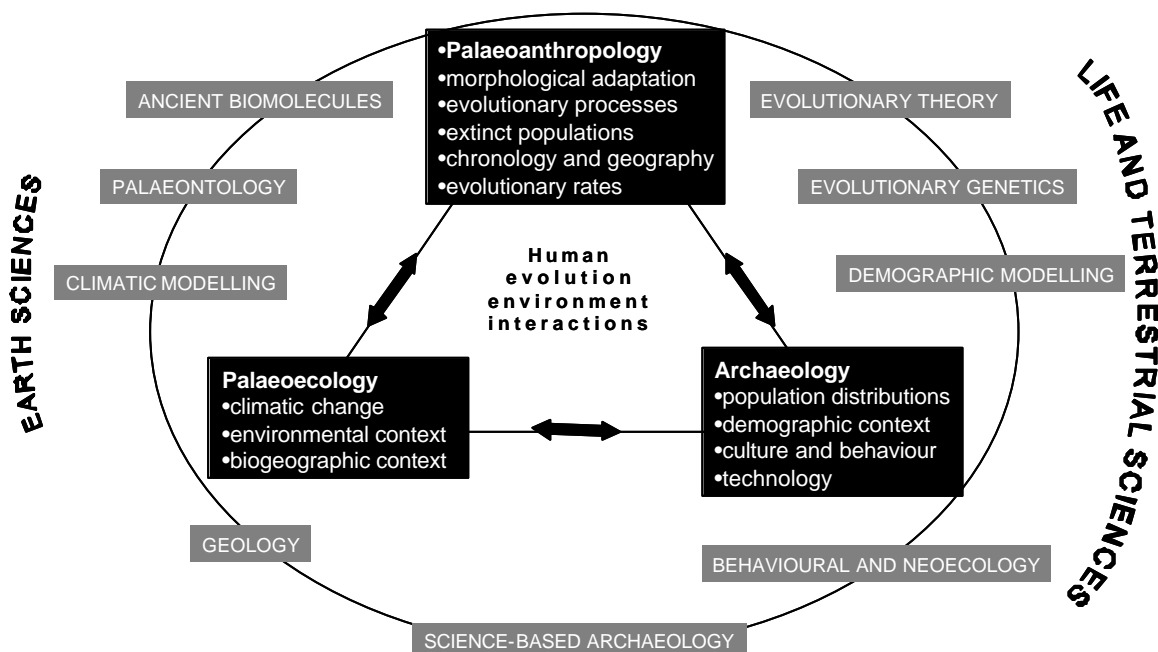 •Palaeoanthropology
•morphological adaptation
•evolutionary processes
•extinct populations
•chronology and geography
•evolutionary rates
ANCIENT BIOMOLECULES
PALAEONTOLOGY
CLIMATIC MODELLING
EARTH SCIENCES
EVOLUTIONARY THEORY
EVOLUTIONARY GENETICS
DEMOGRAPHIC MODELLING
LIFE AND TERRESTRIAL SCIENCES
Human
evolution
environment
interactions
Palaeoecology
•climatic change
•environmental context
•biogeographic context
Archaeology
•population distributions
•demographic context
•culture and behaviour
•technology
GEOLOGY
BEHAVIOURAL AND NEOECOLOGY
SCIENCE-BASED ARCHAEOLOGY